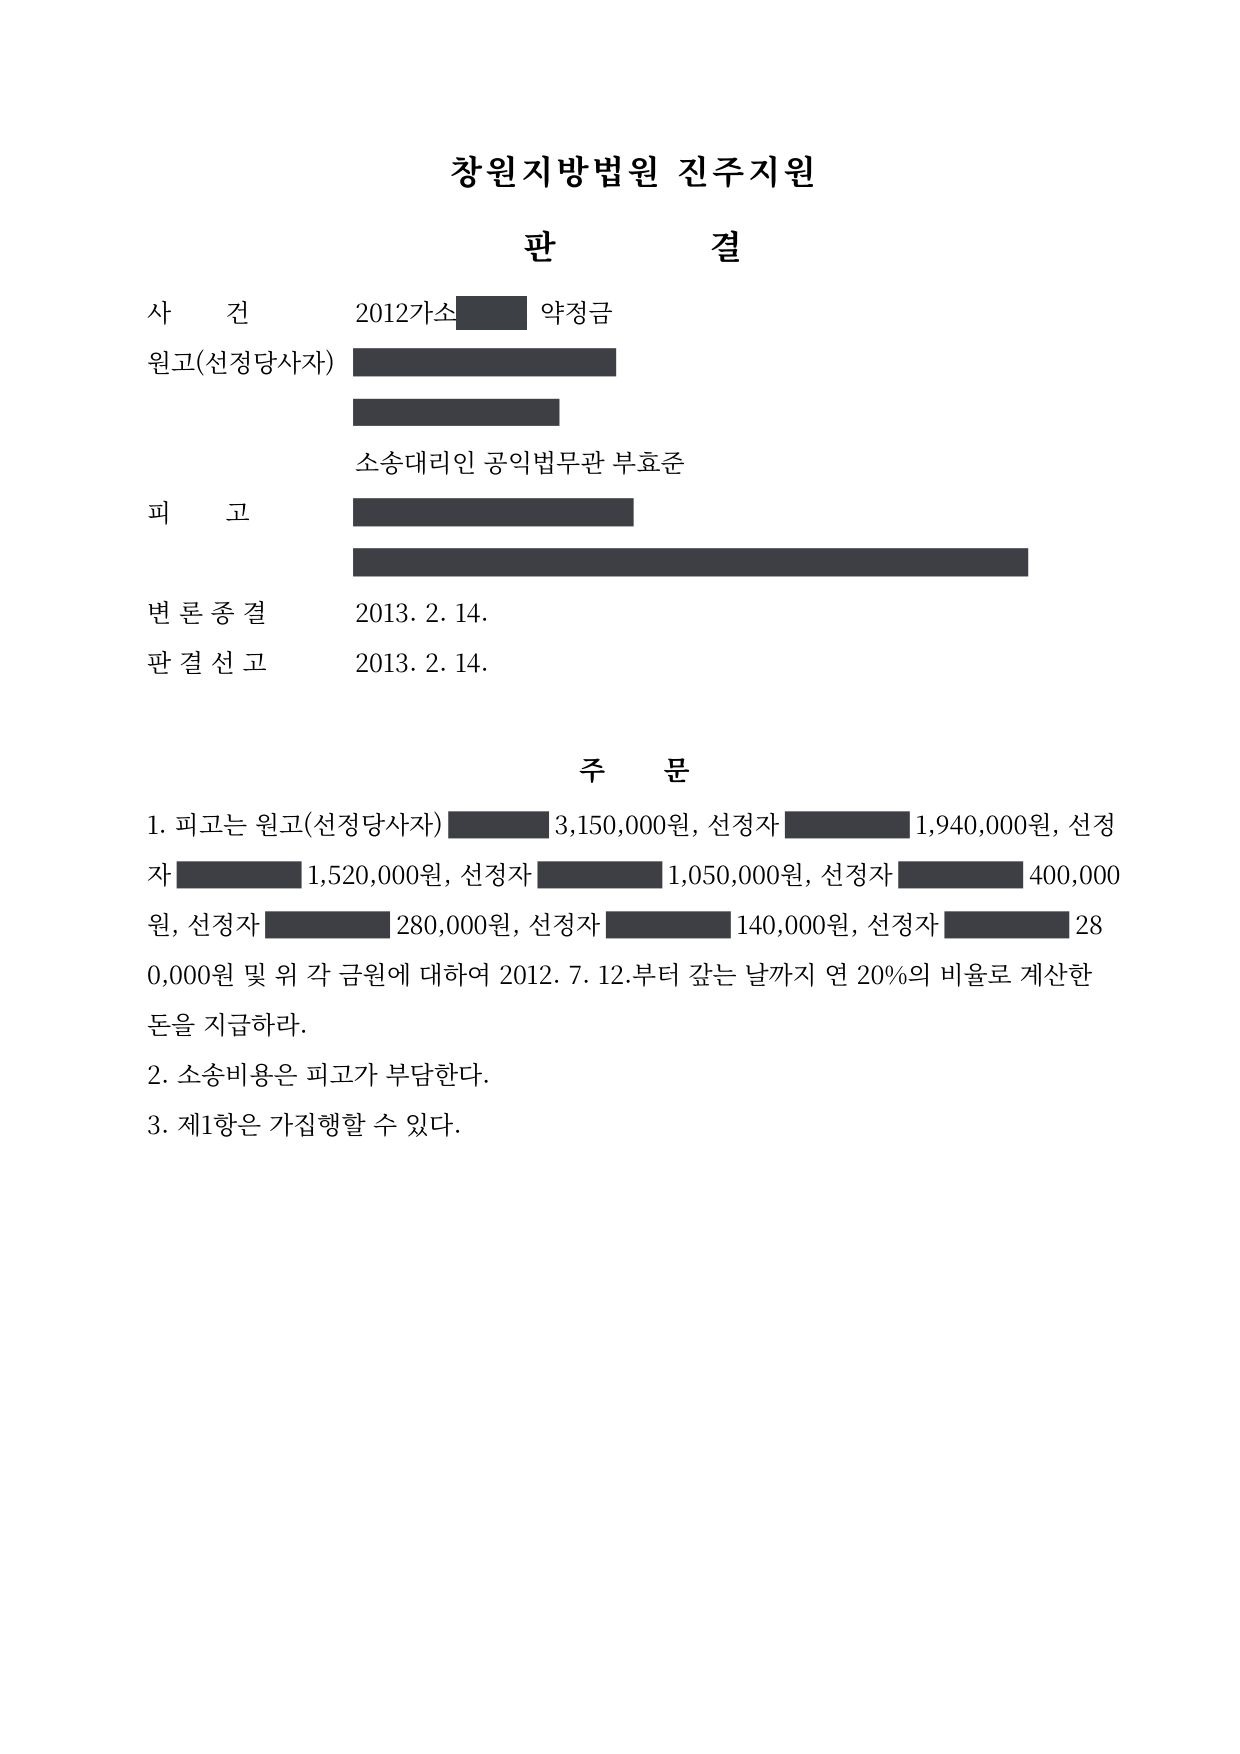 창원지방법원 진주지원
판 결
사 건 2012가소 약정금
원고(선정당사자)
소송대리인 공익법무관 부효준
피 고
변 론 종 결 2013. 2. 14.
판 결 선 고 2013. 2. 14.
주 문
1. 피고는 원고(선정당사자) 3,150,000원, 선정자 1,940,000원, 선정
자 1,520,000원, 선정자 1,050,000원, 선정자 400,000
원, 선정자 280,000원, 선정자 140,000원, 선정자 28
0,000원 및 위 각 금원에 대하여 2012. 7. 12.부터 갚는 날까지 연 20%의 비율로 계산한
돈을 지급하라.
2. 소송비용은 피고가 부담한다.
3. 제1항은 가집행할 수 있다.